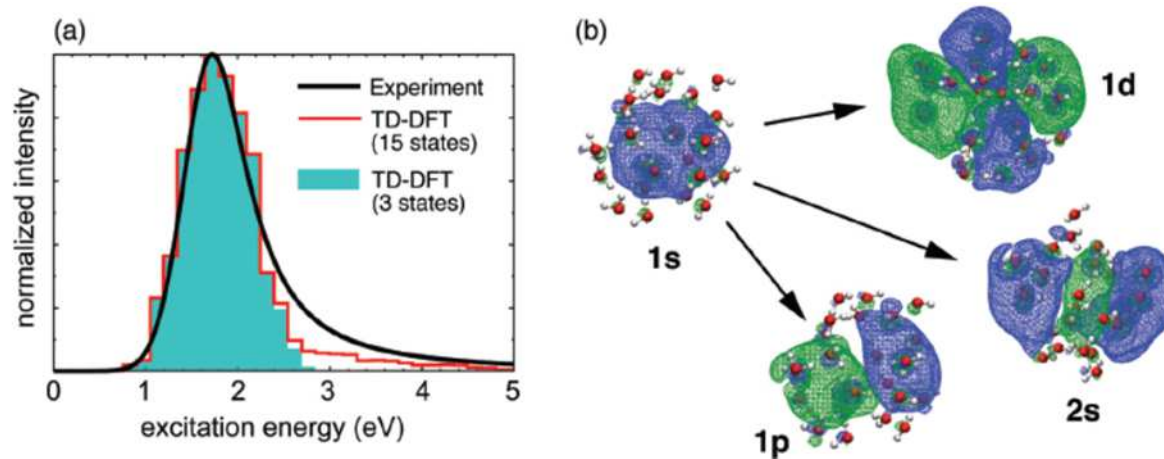 (a)
normalized intensity
Experiment
TD-DFT
(15 states)
TD-DFT
(3 states)
0 1 2 3 4 5
excitation energy (eV)
(b)
1s
1d
2s
1p